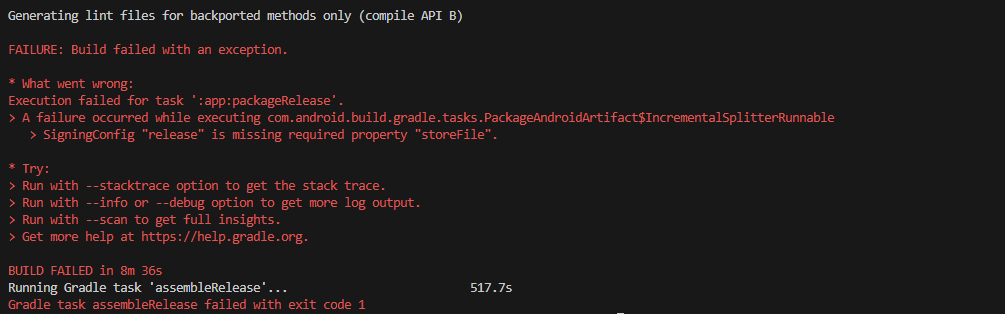 Generating lint files for backported methods only (compile API B)
FAILURE: Build failed with an exception.
* What went wrong:
Execution failed for task ':app:packageRelease'.
> A failure occurred while executing com.android.build.gradle.tasks.PackageAndroidArtifact$IncrementalSplitterRunnable
> SigningConfig "release" is missing required property "storeFile".
* Try:
> Run with --stacktrace option to get the stack trace.
> Run with --info or --debug option to get more log output.
> Run with --scan to get full insights.
> Get more help at https://help.gradle.org.
BUILD FAILED in 8m 36s
Running Gradle task 'assembleRelease'... 517.7s
Gradle task assembleRelease failed with exit code 1